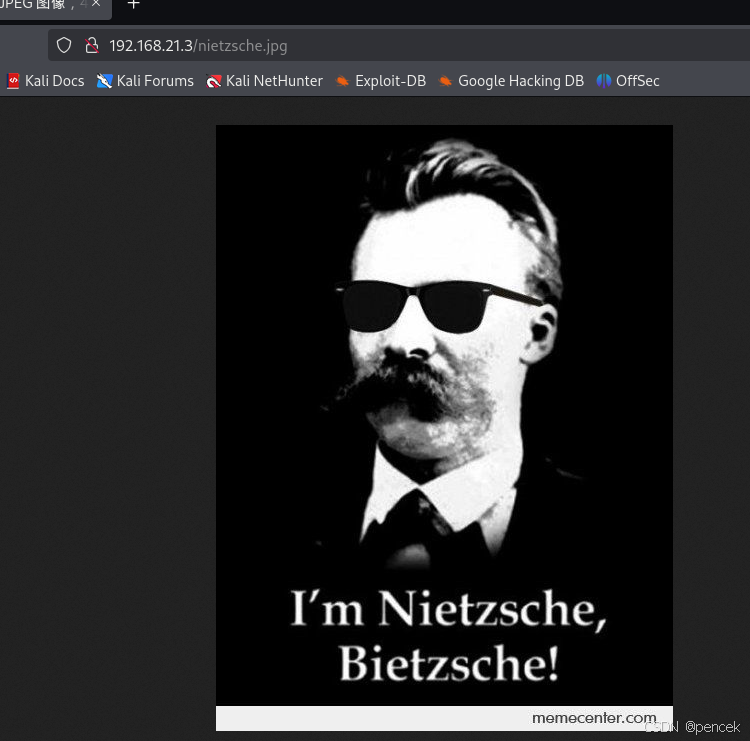 JPEG 图像，4
192.168.21.3/nietzsche.jpg
Kali Docs Kali Forums Kali NetHunter Exploit-DB Google Hacking DB OffSec
I'm Nietzsche,
Bietzsche!
memecenter.com
CSDN @pencek